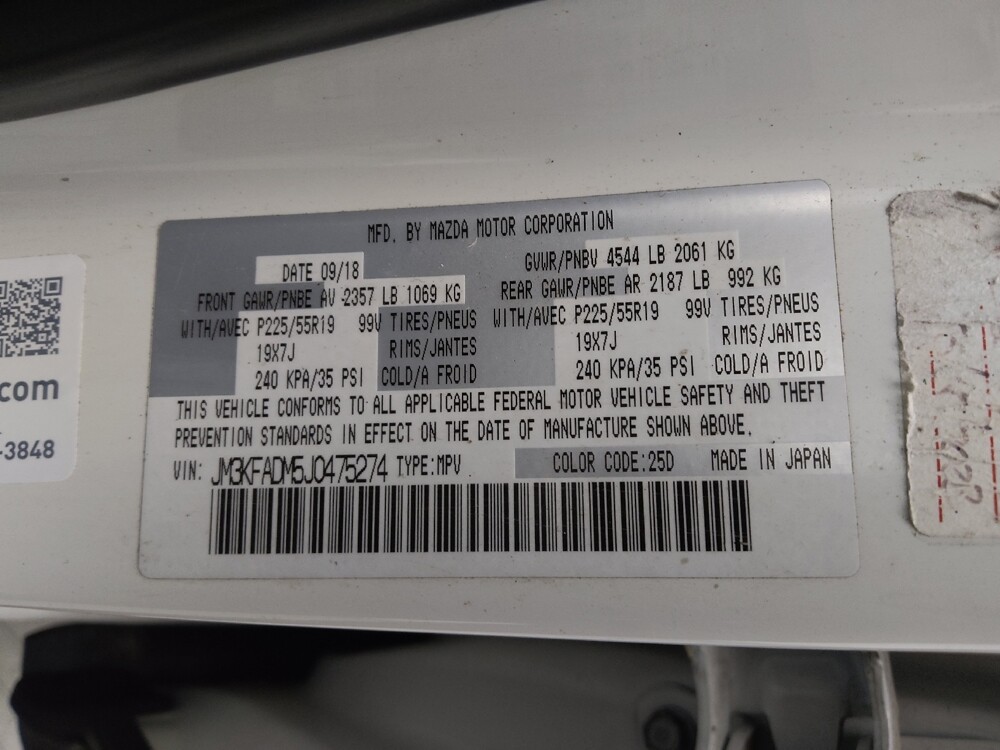 MFD. BY MAZDA MOTOR CORPORATION
DATE 09/18
GVWR/PNBV 4544 LB 2061 KG
FRONT GAWR/PNBE AV 2357 LB 1069 KG
REAR GAWR/PNBE AR 2187 LB 992 KG
WITH/AVEC P225/55R19 99V TIRES/PNEUS
WITH/AVEC P225/55R19 99V TIRES/PNEUS
19X7J RIMS/JANTES
19X7J RIMS/JANTES
240 KPA/35 PSI COLD/A FROID
240 KPA/35 PSI COLD/A FROID
THIS VEHICLE CONFORMS TO ALL APPLICABLE FEDERAL MOTOR VEHICLE SAFETY AND THEFT
PREVENTION STANDARDS IN EFFECT ON THE DATE OF MANUFACTURE SHOWN ABOVE.
VIN: JM3KFADM5J0475274 TYPE:MPV COLOR CODE:25D MADE IN JAPAN
.com
-3848